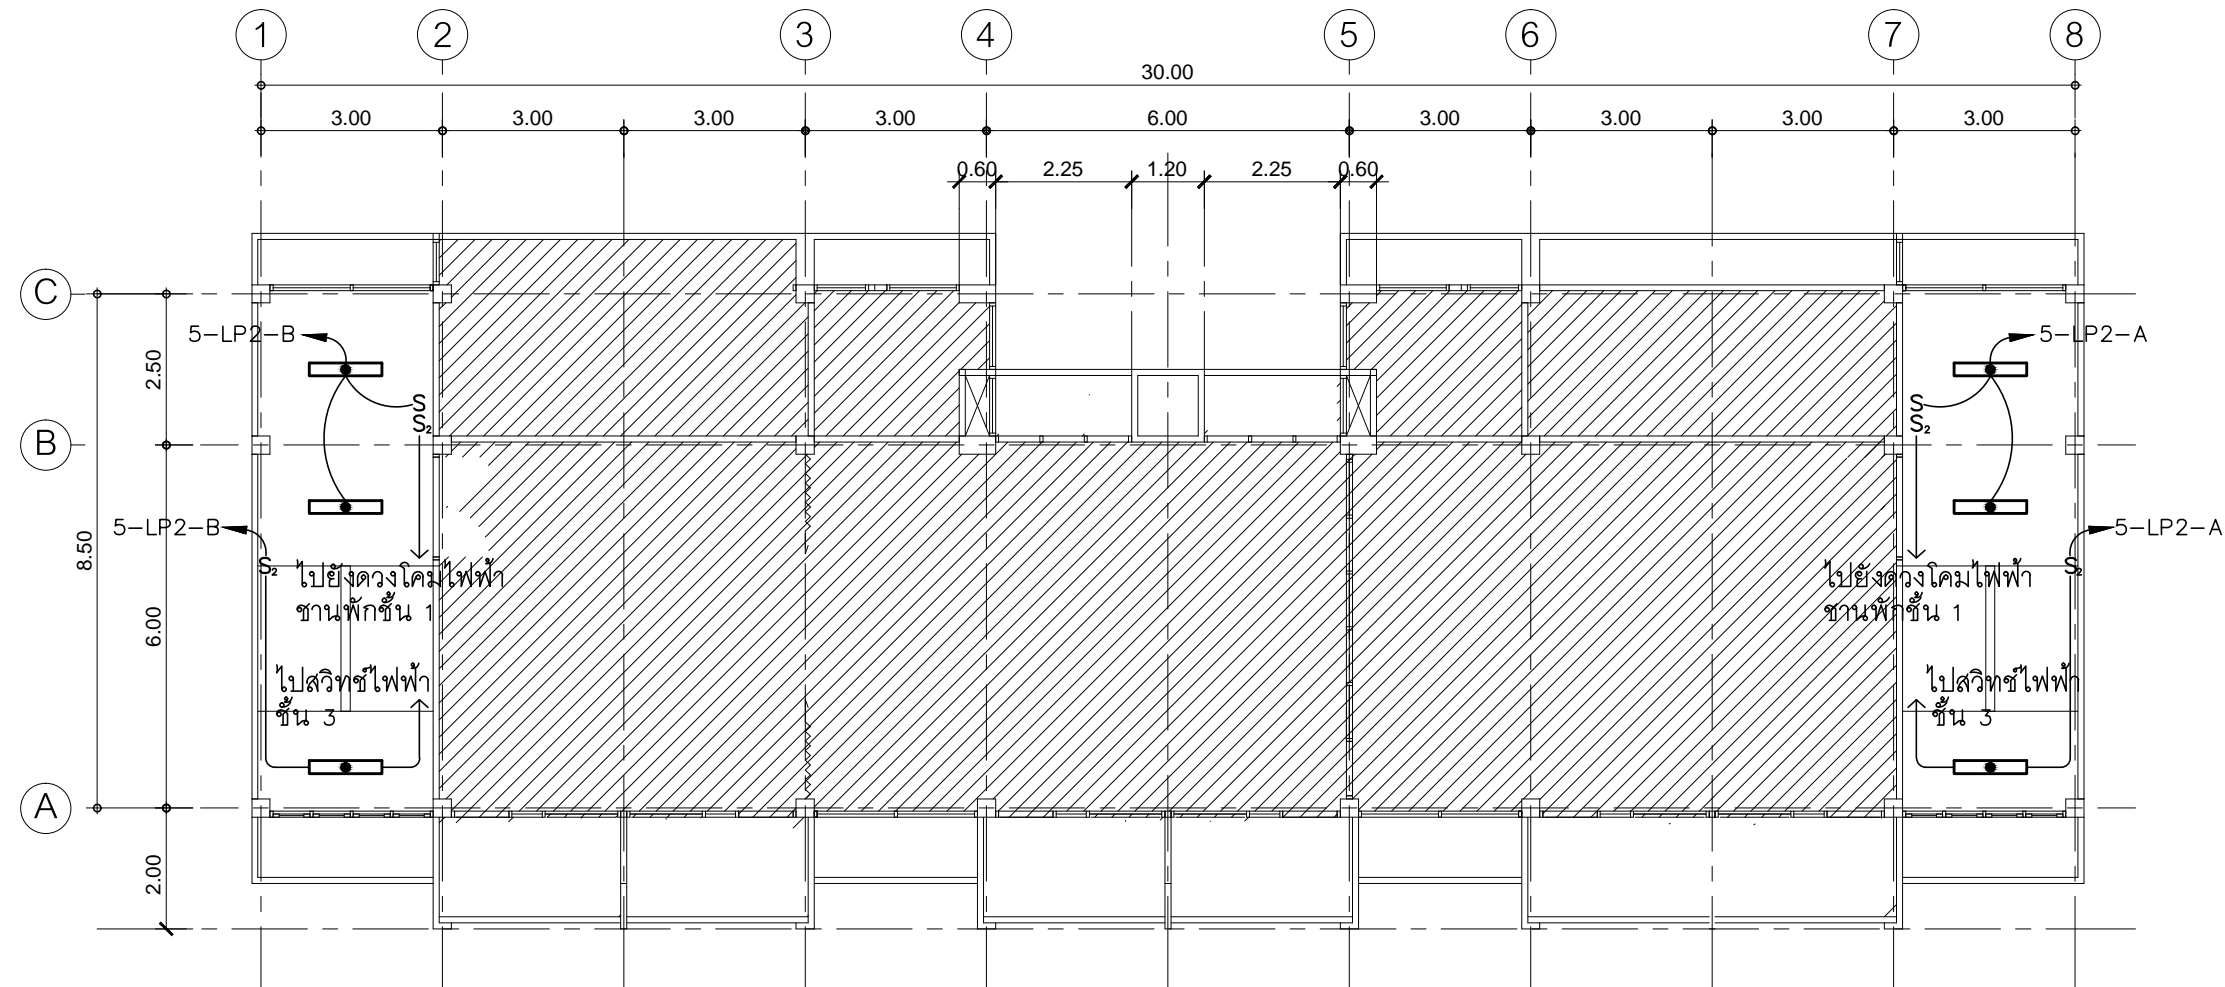 1 2 3 4 5 6 7 8
30.00
3.00 3.00 3.00 3.00 6.00 3.00 3.00 3.00 3.00
0.60 2.25 1.20 2.25 0.60
C
5-LP2-B 5-LP2-A
2.50
S S
S2 S2
B
5-LP2-B 5-LP2-A
8.50
S2 S2
ไปยังดวงโคมไฟฟ้า ไปยังดวงโคมไฟฟ้า
ชานพักชั้น 1 ชานพักชั้น 1
6.00
ไปสวิทช์ไฟฟ้า ไปสวิทช์ไฟฟ้า
ชั้น 3 ชั้น 3
A
2.00